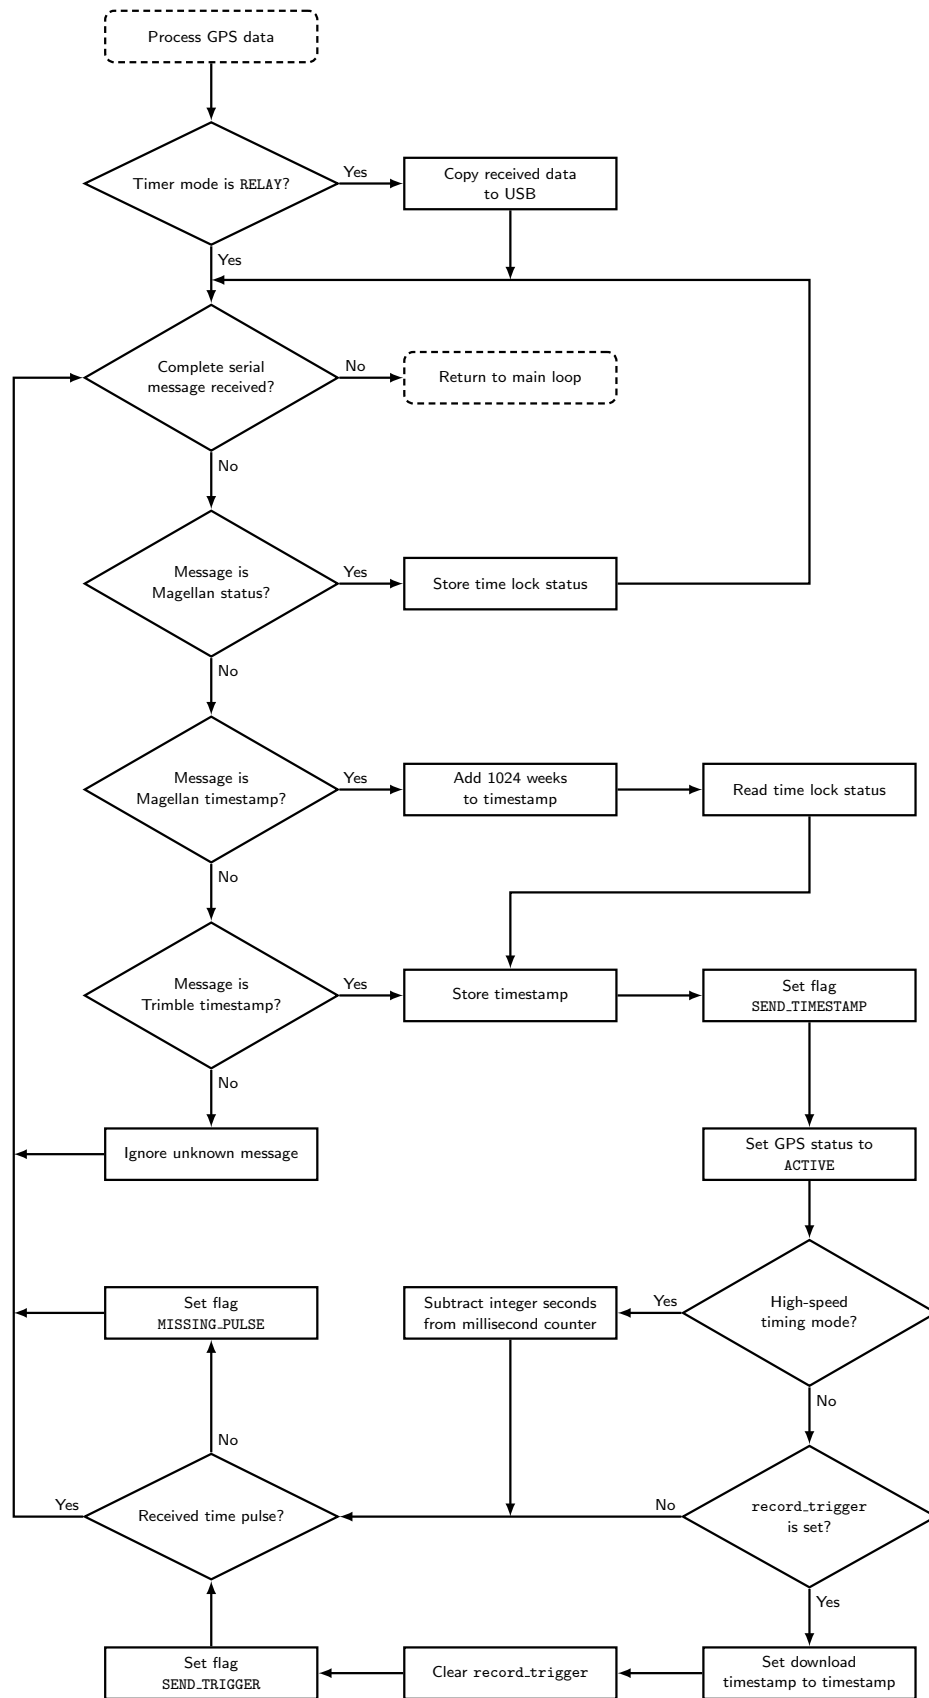 Process GPS data
Timer mode is RELAY?
Yes
Copy received data
to USB
Yes
Complete serial
message received?
No
Return to main loop
No
Message is
Magellan status?
Yes
Store time lock status
No
Message is
Magellan timestamp?
Yes
Add 1024 weeks
to timestamp
Read time lock status
No
Message is
Trimble timestamp?
Yes
Store timestamp
Set flag
SEND_TIMESTAMP
No
Ignore unknown message
Set GPS status to
ACTIVE
Set flag
MISSING_PULSE
Subtract integer seconds
from millisecond counter
Yes
High-speed
timing mode?
No
No
Yes
Received time pulse?
No
record_trigger
is set?
Yes
Set flag
SEND_TRIGGER
Clear record_trigger
Set download
timestamp to timestamp